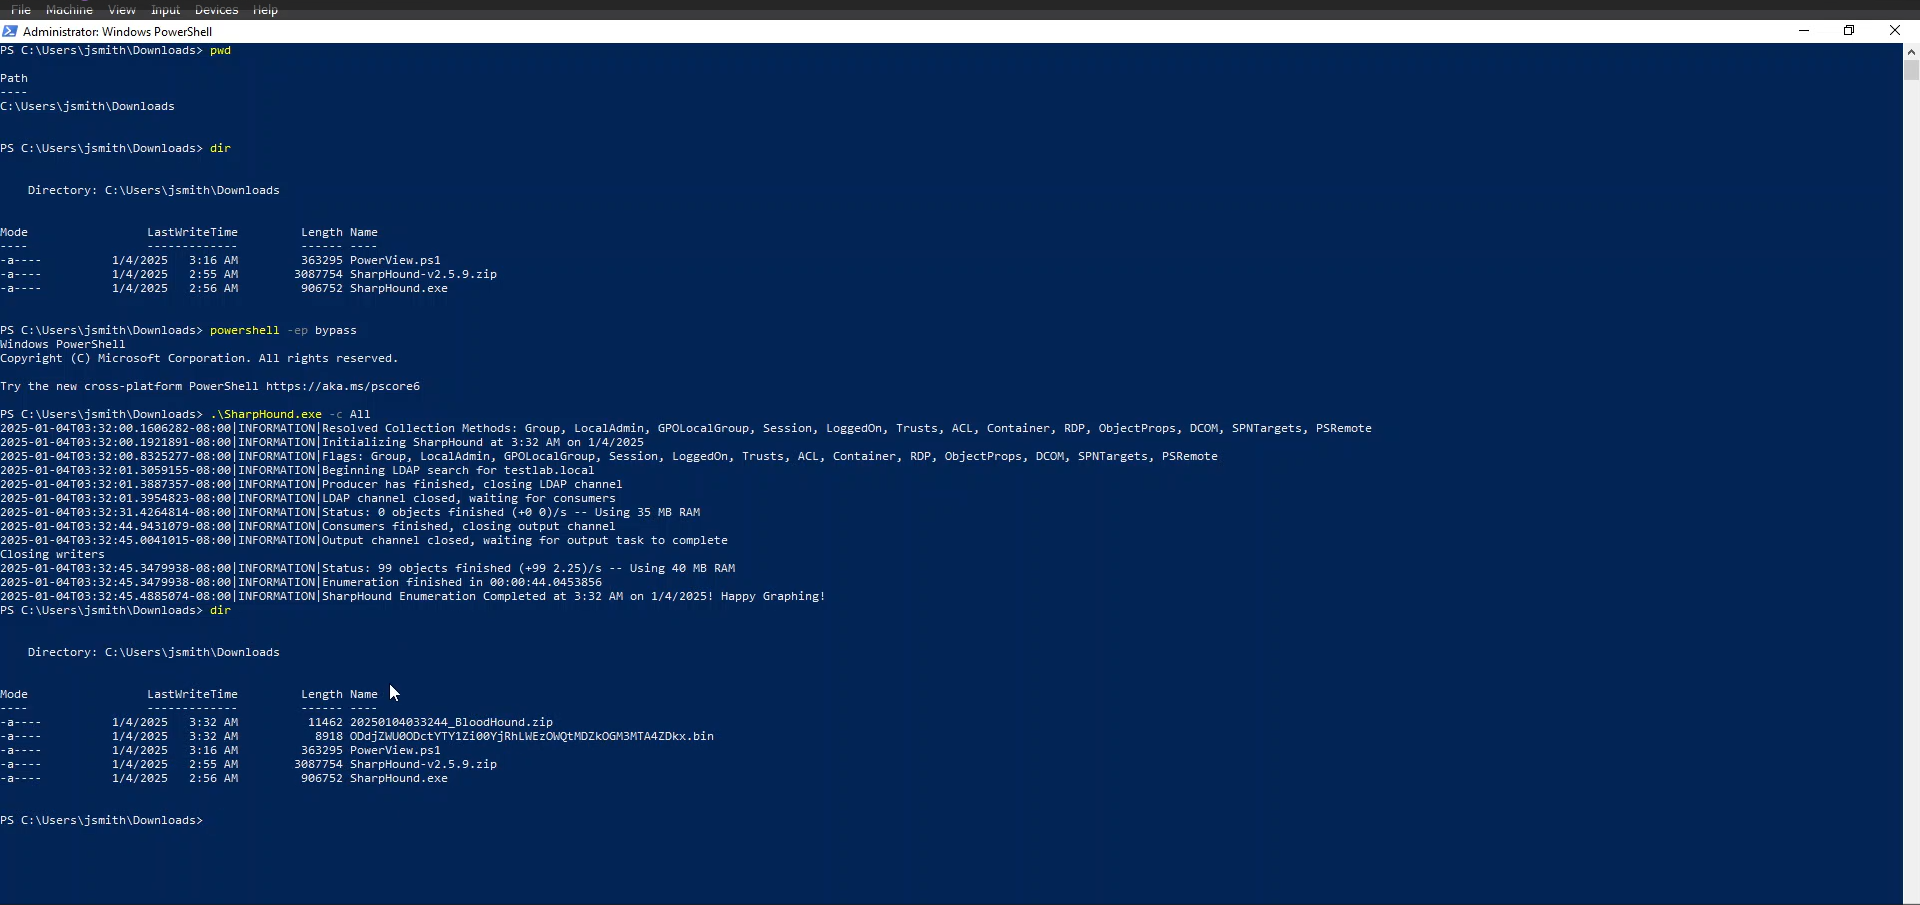 File Machine View Input Devices Help
Administrator: Windows PowerShell
PS C:\Users\jsmith\Downloads> pwd
Path
----
C:\Users\jsmith\Downloads
PS C:\Users\jsmith\Downloads> dir
Directory: C:\Users\jsmith\Downloads
Mode LastWriteTime Length Name
---- ------------- ------ ----
-a---- 1/4/2025 3:16 AM 363295 PowerView.ps1
-a---- 1/4/2025 2:55 AM 3087754 SharpHound-v2.5.9.zip
-a---- 1/4/2025 2:56 AM 906752 SharpHound.exe
PS C:\Users\jsmith\Downloads> powershell -ep bypass
Windows PowerShell
Copyright (C) Microsoft Corporation. All rights reserved.
Try the new cross-platform PowerShell https://aka.ms/pscore6
PS C:\Users\jsmith\Downloads> .\SharpHound.exe -c All
2025-01-04T03:32:00.1606282-08:00|INFORMATION|Resolved Collection Methods: Group, LocalAdmin, GPOLocalGroup, Session, LoggedOn, Trusts, ACL, Container, RDP, ObjectProps, DCOM, SPNTargets, PSRemote
2025-01-04T03:32:00.1921891-08:00|INFORMATION|Initializing SharpHound at 3:32 AM on 1/4/2025
2025-01-04T03:32:00.8325277-08:00|INFORMATION|Flags: Group, LocalAdmin, GPOLocalGroup, Session, LoggedOn, Trusts, ACL, Container, RDP, ObjectProps, DCOM, SPNTargets, PSRemote
2025-01-04T03:32:01.3059155-08:00|INFORMATION|Beginning LDAP search for testlab.local
2025-01-04T03:32:01.3887357-08:00|INFORMATION|Producer has finished, closing LDAP channel
2025-01-04T03:32:01.3954823-08:00|INFORMATION|LDAP channel closed, waiting for consumers
2025-01-04T03:32:31.4264814-08:00|INFORMATION|Status: 0 objects finished (+0 0)/s -- Using 35 MB RAM
2025-01-04T03:32:44.9431079-08:00|INFORMATION|Consumers finished, closing output channel
2025-01-04T03:32:45.0041015-08:00|INFORMATION|Output channel closed, waiting for output task to complete
Closing writers
2025-01-04T03:32:45.3479938-08:00|INFORMATION|Status: 99 objects finished (+99 2.25)/s -- Using 40 MB RAM
2025-01-04T03:32:45.3479938-08:00|INFORMATION|Enumeration finished in 00:00:44.0453856
2025-01-04T03:32:45.4885074-08:00|INFORMATION|SharpHound Enumeration Completed at 3:32 AM on 1/4/2025! Happy Graphing!
PS C:\Users\jsmith\Downloads> dir
Directory: C:\Users\jsmith\Downloads
Mode LastWriteTime Length Name
---- ------------- ------ ----
-a---- 1/4/2025 3:32 AM 11462 20250104033244_BloodHound.zip
-a---- 1/4/2025 3:32 AM 8918 ODdjZWU0ODctYTY1Zi00YjRhLWEzOWQtMDZkOGM3MTA4ZDkx.bin
-a---- 1/4/2025 3:16 AM 363295 PowerView.ps1
-a---- 1/4/2025 2:55 AM 3087754 SharpHound-v2.5.9.zip
-a---- 1/4/2025 2:56 AM 906752 SharpHound.exe
PS C:\Users\jsmith\Downloads>